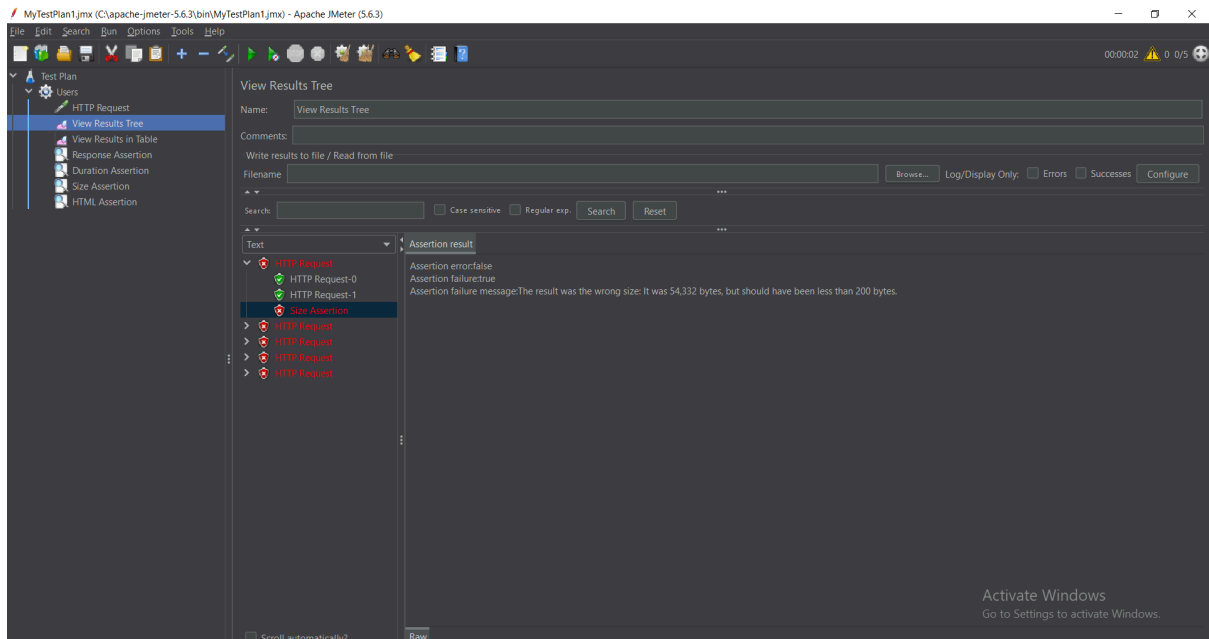 MyTestPlan1.jmx (C:\apache-jmeter-5.6.3\bin\MyTestPlan1.jmx) - Apache JMeter (5.6.3)
File Edit Search Run Options Tools Help
00:00:02 0 0/5
Test Plan
Users
HTTP Request
View Results Tree
View Results in Table
Response Assertion
Duration Assertion
Size Assertion
HTML Assertion
View Results Tree
Name: View Results Tree
Comments:
Write results to file / Read from file
Filename Browse... Log/Display Only: Errors Successes Configure
Search: Case sensitive Regular exp. Search Reset
Text
HTTP Request
HTTP Request-0
HTTP Request-1
Size Assertion
HTTP Request
HTTP Request
HTTP Request
HTTP Request
Scroll automatically?
Assertion result
Assertion error:false
Assertion failure:true
Assertion failure message:The result was the wrong size: It was 54,332 bytes, but should have been less than 200 bytes.
Raw
Activate Windows
Go to Settings to activate Windows.